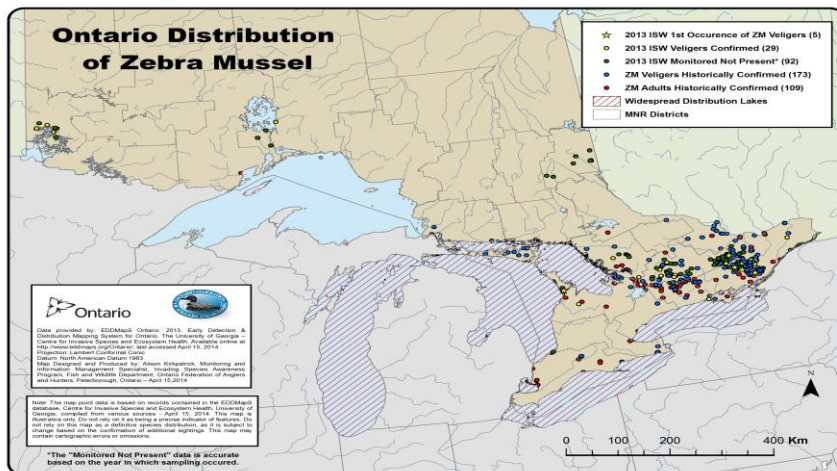 Ontario Distribution
of Zebra Mussel
2013 ISW 1st Occurence of ZM Veligers (5)
2013 ISW Veligers Confirmed (29)
2013 ISW Monitored Not Present* (92)
ZM Veligers Historically Confirmed (173)
ZM Adults Historically Confirmed (109)
Widespread Distribution Lakes
MNR Districts
Ontario
Data provided by: EDDMapS Ontario. 2013. Early Detection &
Distribution Mapping System for Ontario. The University of Georgia –
Centre for Invasive Species and Ecosystem Health. Available online at
http://www.eddmaps.org/Ontario/; last accessed April 15, 2014
Projection: Lambert Conformal Conic
Datum: North American Datum 1983
Map Designed and Produced by: Alison Kirkpatrick, Monitoring and
Information Management Specialist, Invading Species Awareness
Program, Fish and Wildlife Department, Ontario Federation of Anglers
and Hunters, Peterborough, Ontario – April 15,2014
Note: The map point data is based on records contained in the EDDMapS
database, Centre for Invasive Species and Ecosystem Health, University of
Georgia, compiled from various sources - April 15, 2014. This map is
illustrative only. Do not rely on it as being a precise indicator of features. Do
not rely on this map as a definitive species distribution, as it is subject to
change based on the confirmation of additional sightings. This map may
contain cartographic errors or omissions.
*The "Monitored Not Present" data is accurate
based on the year in which sampling occured.
N
0 100 200 400 Km